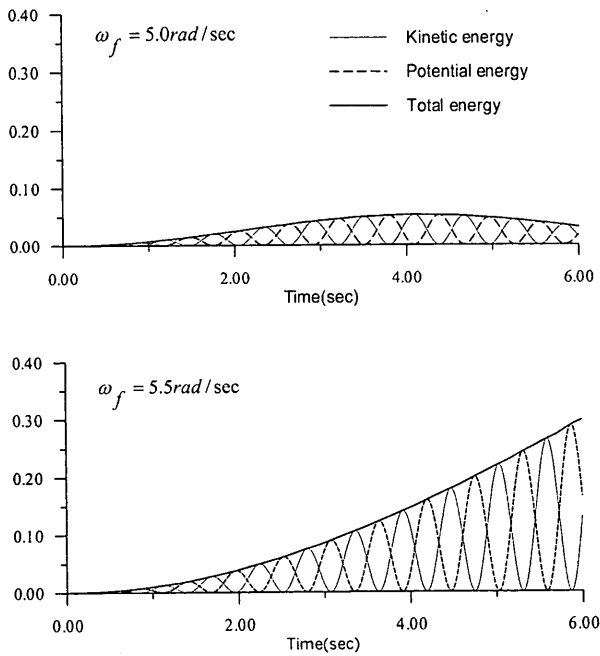 0.40
ω_f = 5.0rad/sec
Kinetic energy
0.30
Potential energy
Total energy
0.20
0.10
0.00
0.00 2.00 4.00 6.00
Time(sec)
0.40
ω_f = 5.5rad/sec
0.30
0.20
0.10
0.00
0.00 2.00 4.00 6.00
Time(sec)